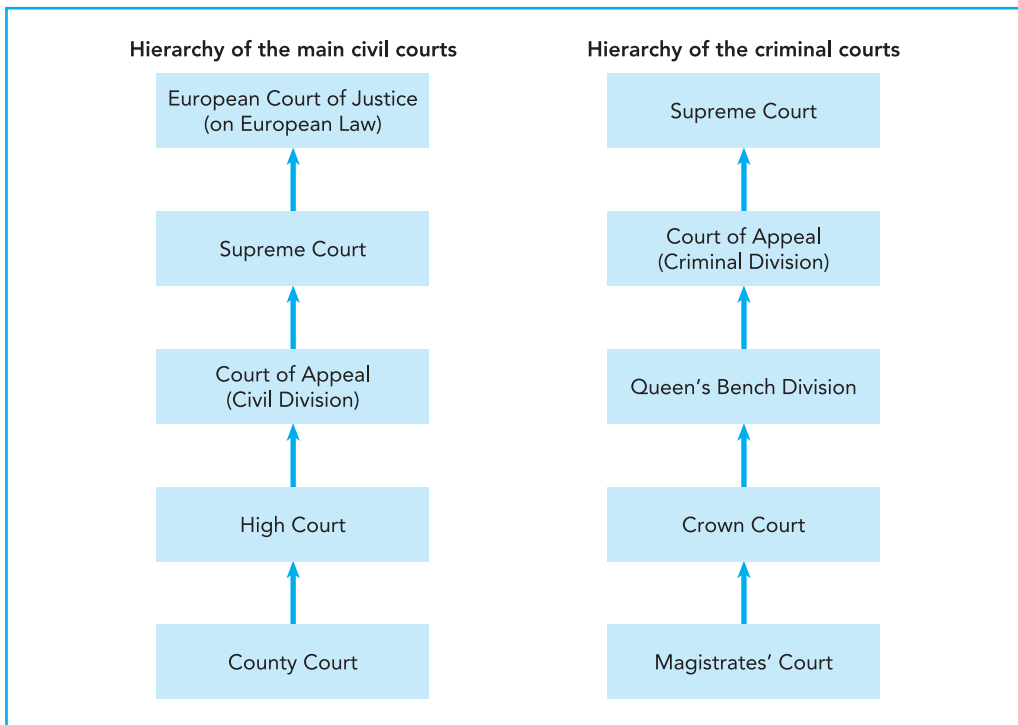 Hierarchy of the main civil courts
European Court of Justice
(on European Law)
Supreme Court
Court of Appeal
(Civil Division)
High Court
County Court
Hierarchy of the criminal courts
Supreme Court
Court of Appeal
(Criminal Division)
Queen's Bench Division
Crown Court
Magistrates' Court